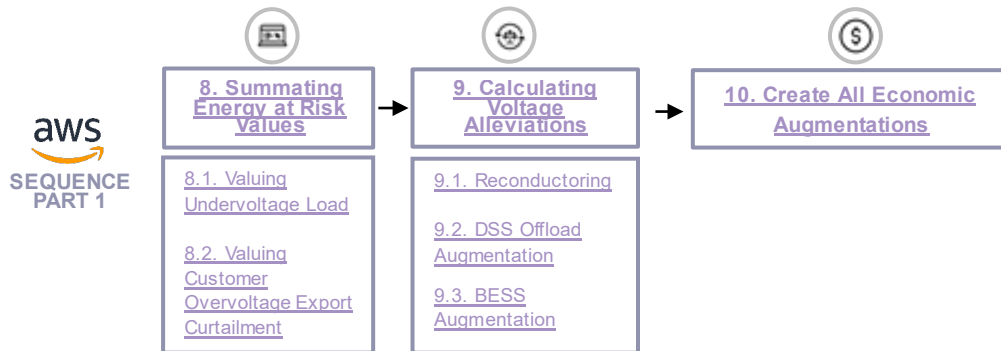 aws
SEQUENCE
PART 1
8. Summating
Energy at Risk
Values
8.1. Valuing
Undervoltage Load
8.2. Valuing
Customer
Overvoltage Export
Curtailment
9. Calculating
Voltage
Alleviations
9.1. Reconductoring
9.2. DSS Offload
Augmentation
9.3. BESS
Augmentation
$
10. Create All Economic
Augmentations